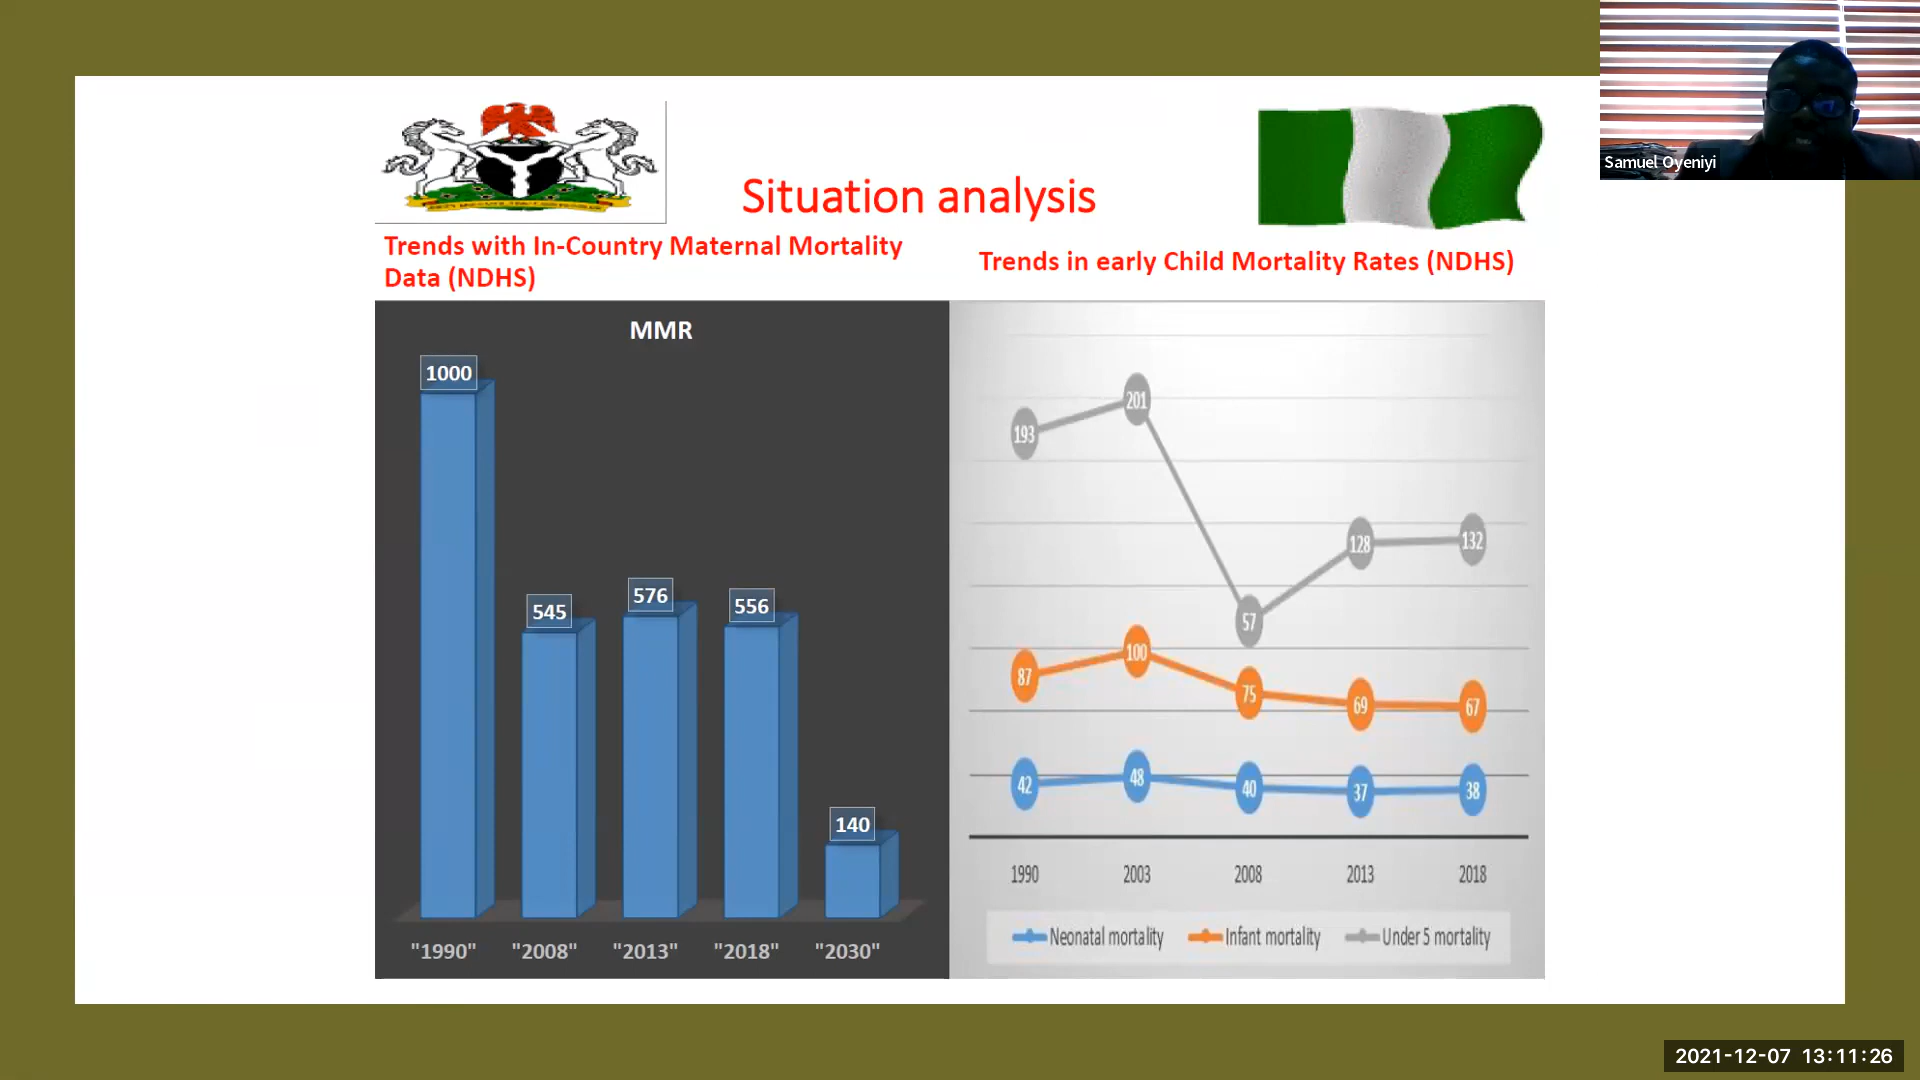 Samuel Oyeniyi
Situation analysis
Trends with In-Country Maternal Mortality
Data (NDHS)
Trends in early Child Mortality Rates (NDHS)
MMR
1000
545
576
556
140
"1990" "2008" "2013" "2018" "2030"
193
201
57
128
132
87
100
75
69
67
42
48
40
37
38
1990 2003 2008 2013 2018
Neonatal mortality Infant mortality Under 5 mortality
2021-12-07 13:11:26